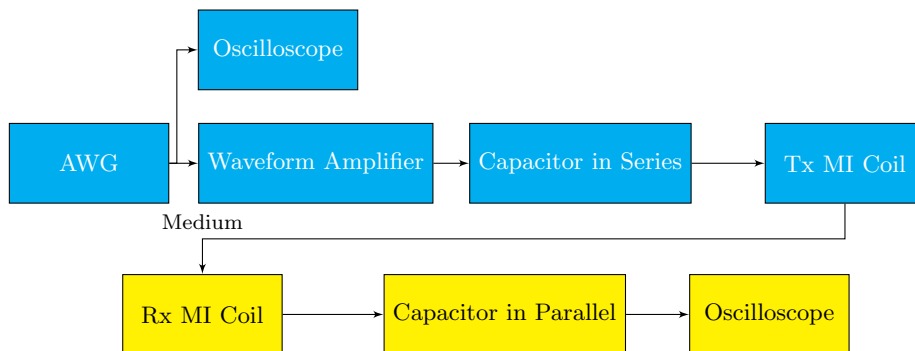 Oscilloscope
AWG
Waveform Amplifier
Capacitor in Series
Tx MI Coil
Medium
Rx MI Coil
Capacitor in Parallel
Oscilloscope